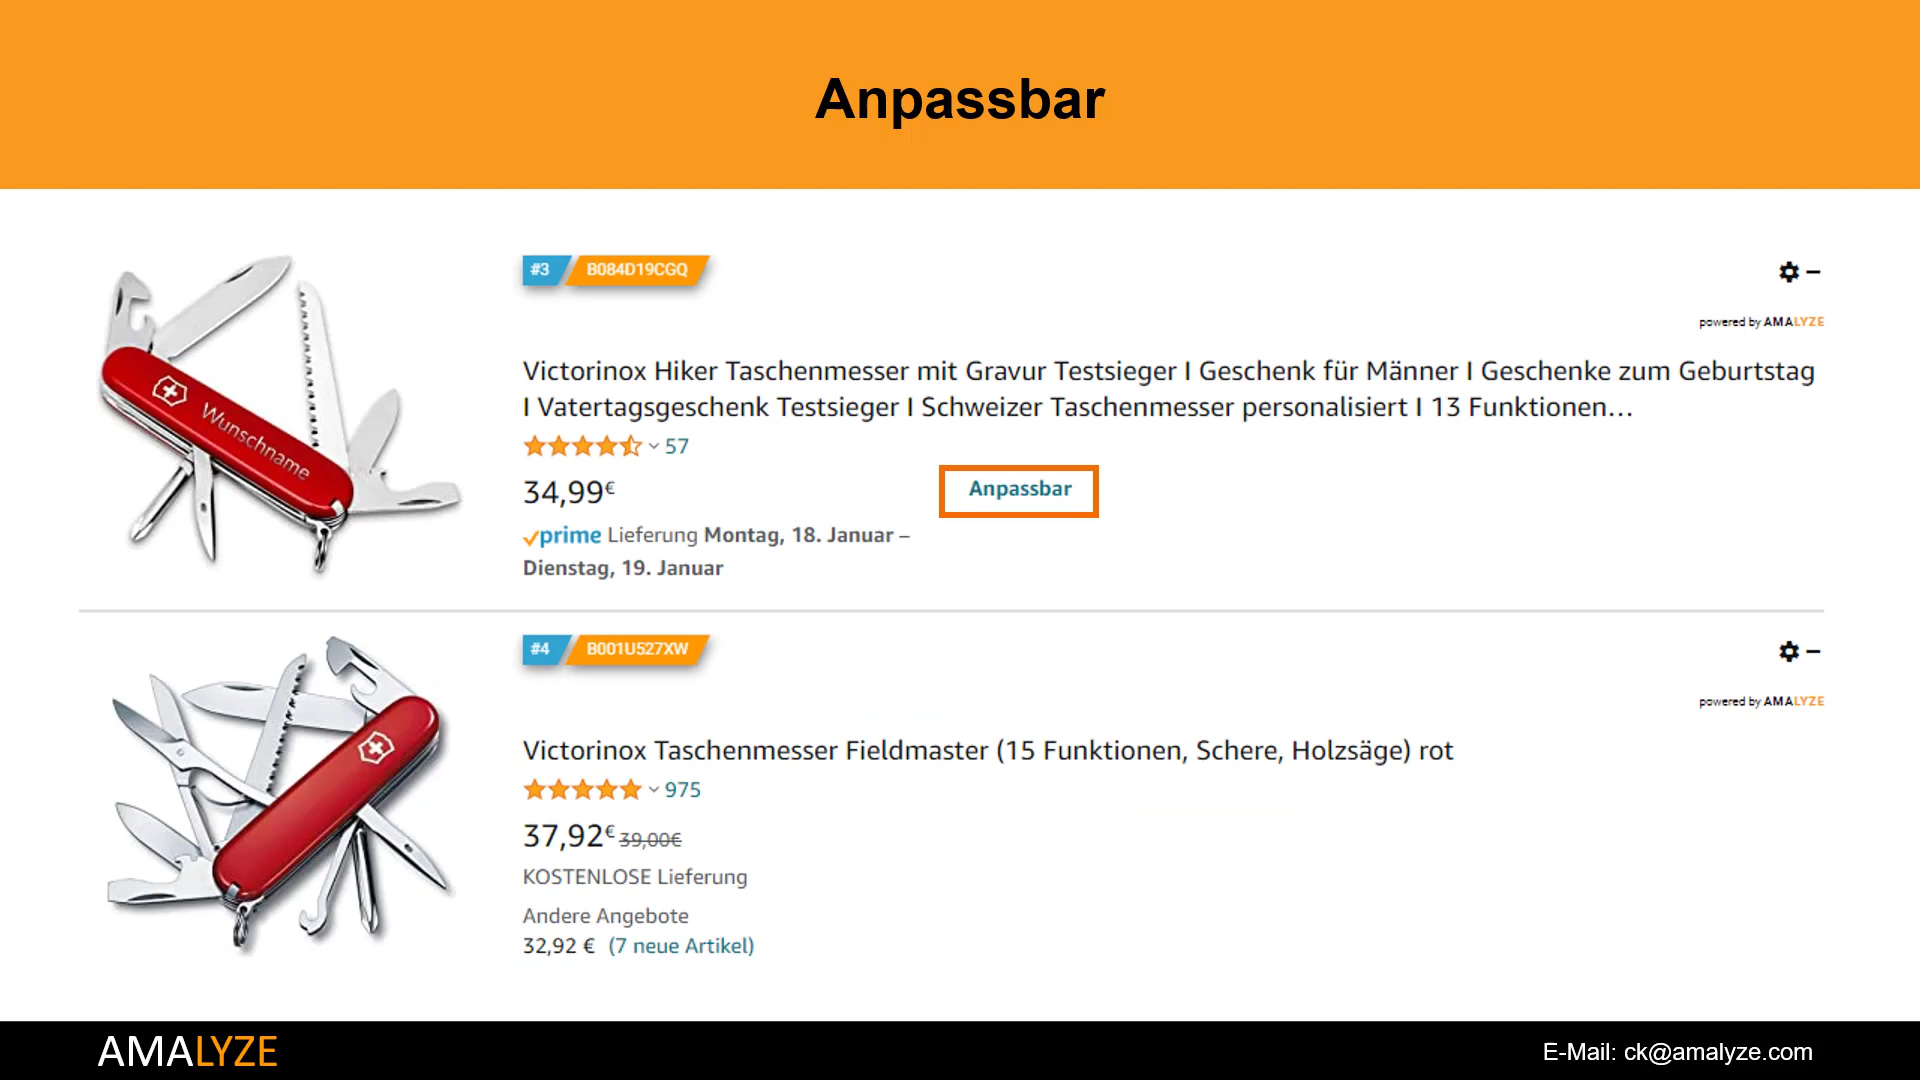 Anpassbar
#3 B084D19CGQ
powered by AMALYZE
Wunschname
Victorinox Hiker Taschenmesser mit Gravur Testsieger I Geschenk für Männer I Geschenke zum Geburtstag
I Vatertagsgeschenk Testsieger I Schweizer Taschenmesser personalisiert I 13 Funktionen…
57
34,99€
Anpassbar
prime Lieferung Montag, 18. Januar –
Dienstag, 19. Januar
#4 B001U527XW
powered by AMALYZE
Victorinox Taschenmesser Fieldmaster (15 Funktionen, Schere, Holzsäge) rot
975
37,92€ 39,00€
KOSTENLOSE Lieferung
Andere Angebote
32,92 € (7 neue Artikel)
AMALYZE
E-Mail: ck@amalyze.com